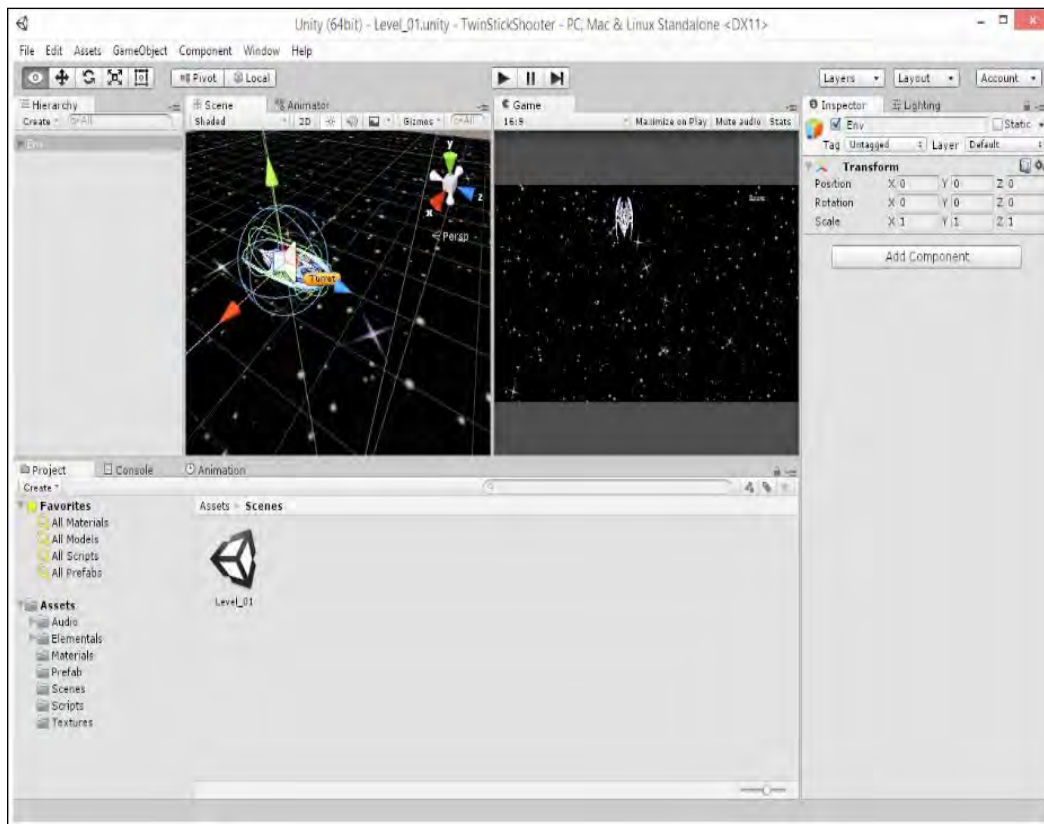 Unity (64bit) - Level_01.unity - TwinStickShooter - PC, Mac & Linux Standalone <DX11>
File Edit Assets GameObject Component Window Help
Pivot Local Layers Layout Account
Hierarchy Scene Animator Game Inspector Lighting
Create All Shaded 2D Gizmos All 16:9 Maximize on Play Mute audio Stats Env Static
Env
Tag Untagged Layer Default
Transform
Position X 0 Y 0 Z 0
Rotation X 0 Y 0 Z 0
Scale X 1 Y 1 Z 1
Add Component
y
x
z
Persp
Turret
Project Console Animation
Create
Favorites
All Materials
All Models
All Scripts
All Prefabs
Assets
Audio
Elementals
Materials
Prefab
Scenes
Scripts
Textures
Assets Scenes
Level_01